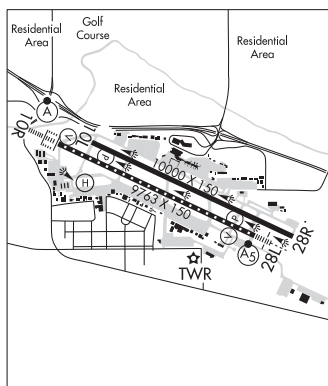 Residential
Area
Golf
Course
Residential
Area
Residential
Area
A
10R
V
10L
P
H
10000 X 150
9763 X 150
P
V
A5
28L
28R
TWR